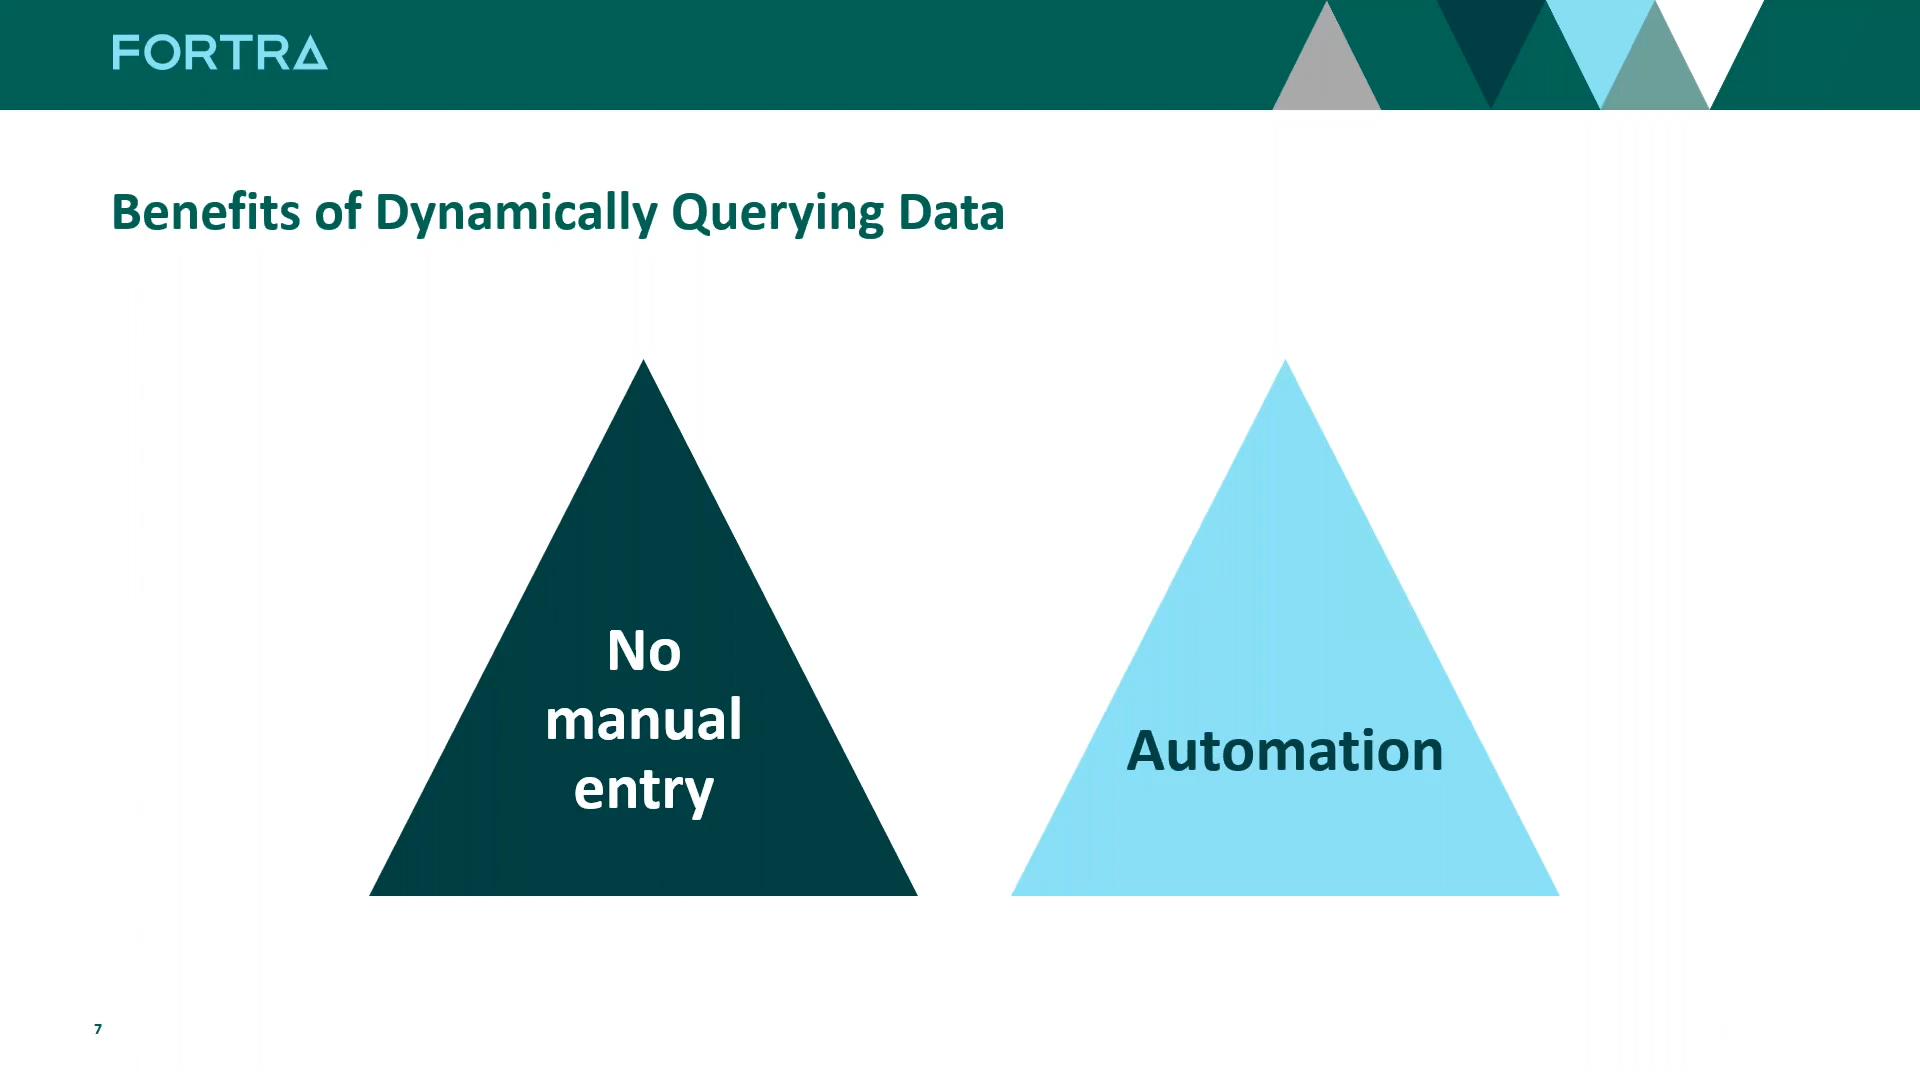 FORTRA
Benefits of Dynamically Querying Data
No
manual
entry
Automation
7